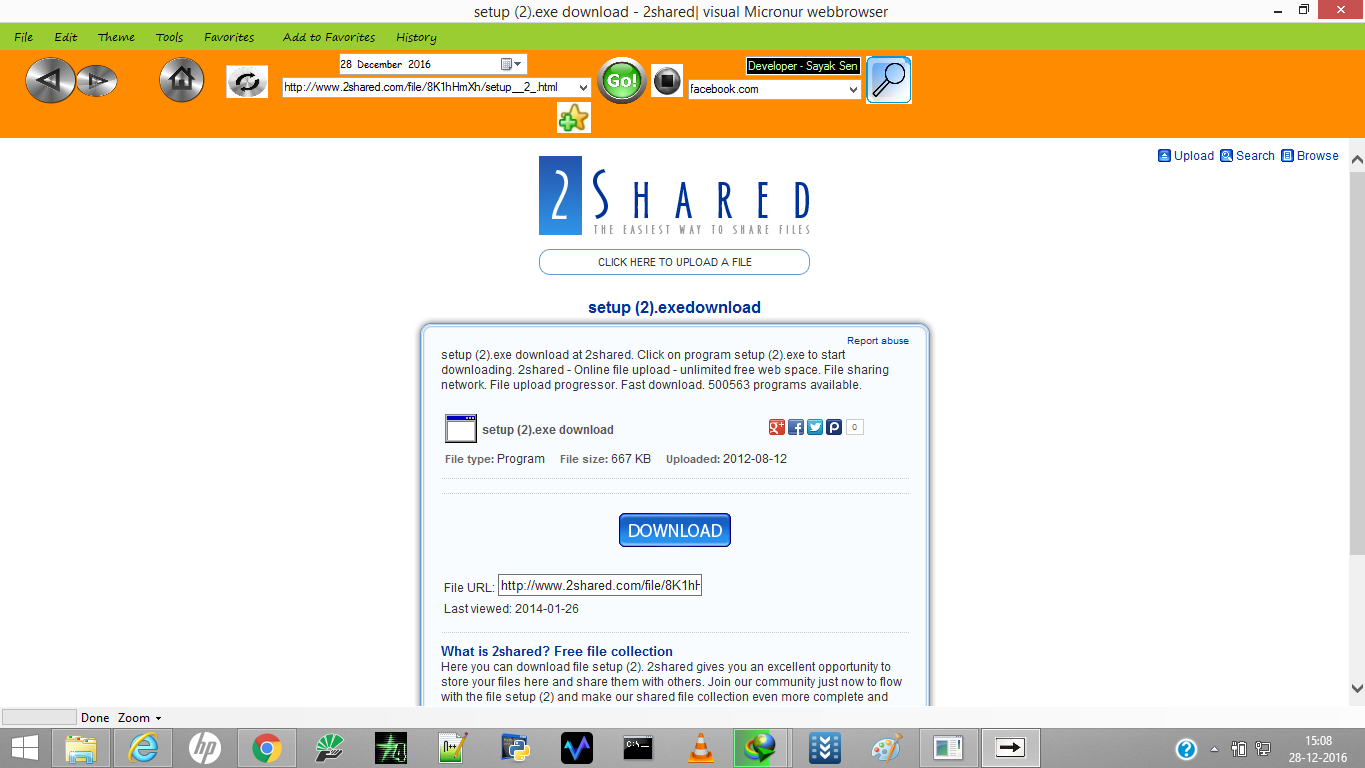 setup (2).exe download - 2shared| visual Micronur webbrowser
File Edit Theme Tools Favorites Add to Favorites History
28 December 2016
Developer - Sayak Sen
http://www.2shared.com/file/8K1hHmXh/setup__2_.html
Go!
facebook.com
Upload Search Browse
2SHARED
THE EASIEST WAY TO SHARE FILES
CLICK HERE TO UPLOAD A FILE
setup (2).exedownload
Report abuse
setup (2).exe download at 2shared. Click on program setup (2).exe to start
downloading. 2shared - Online file upload - unlimited free web space. File sharing
network. File upload progressor. Fast download. 500563 programs available.
setup (2).exe download
0
File type: Program File size: 667 KB Uploaded: 2012-08-12
DOWNLOAD
File URL: http://www.2shared.com/file/8K1hH
Last viewed: 2014-01-26
What is 2shared? Free file collection
Here you can download file setup (2). 2shared gives you an excellent opportunity to
store your files here and share them with others. Join our community just now to flow
with the file setup (2) and make our shared file collection even more complete and
Done Zoom
15:08
28-12-2016